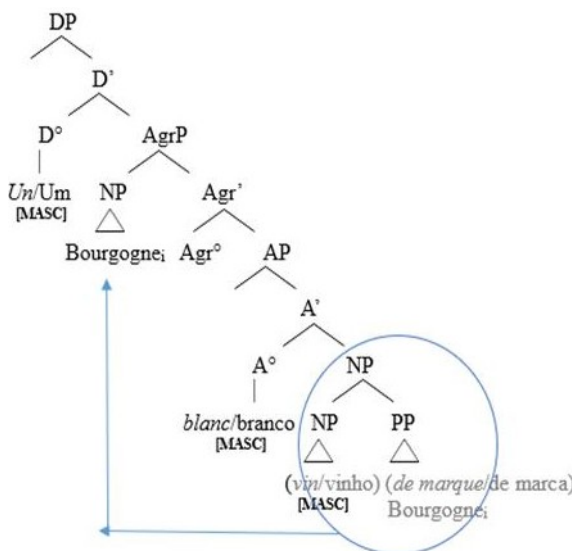 DP
D’
D° AgrP
Un/Um NP Agr’
[MASC]
Bourgogneᵢ Agr° AP
A’
A° NP
blanc/branco NP PP
[MASC]
(vin/vinho) (de marque/de marca)
[MASC] Bourgogneᵢ